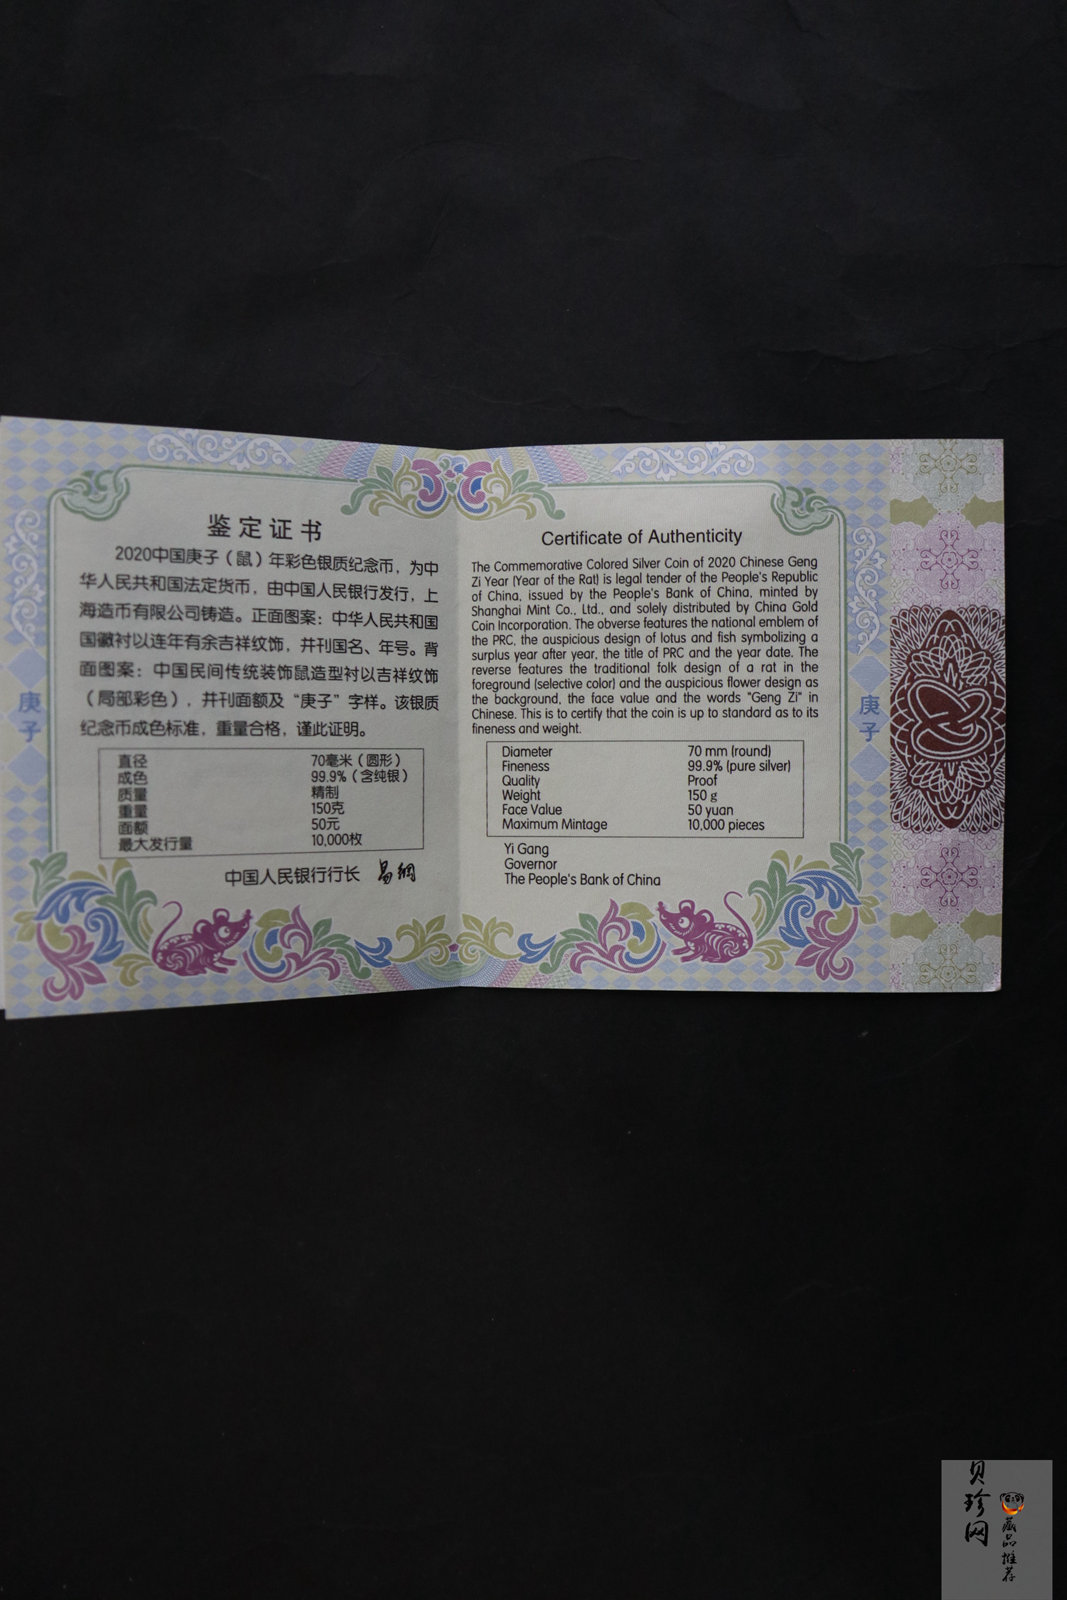 鉴定证书
2020中国庚子（鼠）年彩色银质纪念币，为中
华人民共和国法定货币，由中国人民银行发行，上
海造币有限公司铸造。正面图案：中华人民共和国
国徽衬以连年有余吉祥纹饰，并刊国名、年号。背
面图案：中国民间传统装饰鼠造型衬以吉祥纹饰
（局部彩色），并刊面额及“庚子”字样。该银质
纪念币成色标准，重量合格，谨此证明。
直径 70毫米（圆形）
成色 99.9%（含纯银）
质量 精制
重量 150克
面额 50元
最大发行量 10,000枚
中国人民银行行长 易纲
庚子
Certificate of Authenticity
The Commemorative Colored Silver Coin of 2020 Chinese Geng
Zi Year (Year of the Rat) is legal tender of the People's Republic
of China, issued by the People's Bank of China, minted by
Shanghai Mint Co., Ltd., and solely distributed by China Gold
Coin Incorporation. The obverse features the national emblem of
the PRC, the auspicious design of lotus and fish symbolizing a
surplus year after year, the title of PRC and the year date. The
reverse features the traditional folk design of a rat in the
foreground (selective color) and the auspicious flower design as
the background, the face value and the words "Geng Zi" in
Chinese. This is to certify that the coin is up to standard as to its
fineness and weight.
Diameter 70 mm (round)
Fineness 99.9% (pure silver)
Quality Proof
Weight 150 g
Face Value 50 yuan
Maximum Mintage 10,000 pieces
Yi Gang
Governor
The People's Bank of China
庚子
贝珍网
藏品推荐